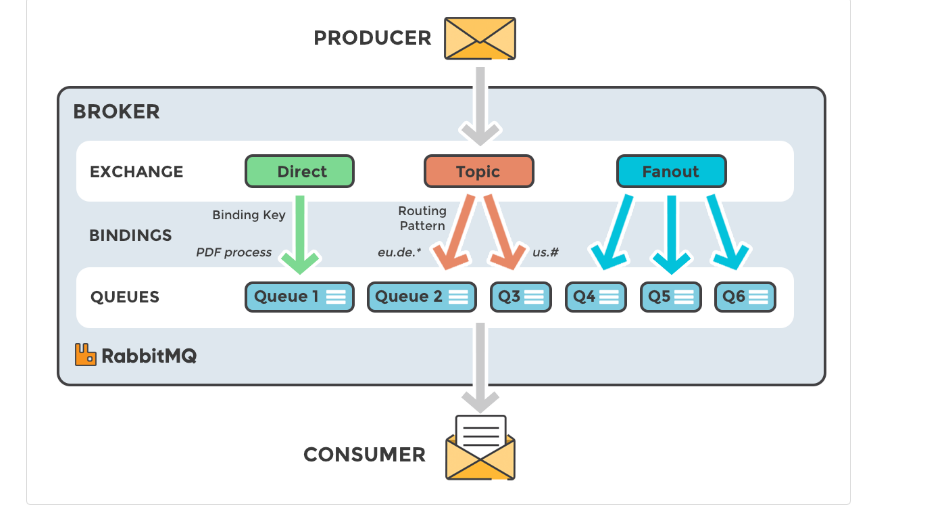 PRODUCER
BROKER
EXCHANGE
Direct
Topic
Fanout
Binding Key
Routing
Pattern
BINDINGS
PDF process
eu.de.*
us.#
QUEUES
Queue 1
Queue 2
Q3
Q4
Q5
Q6
RabbitMQ
CONSUMER